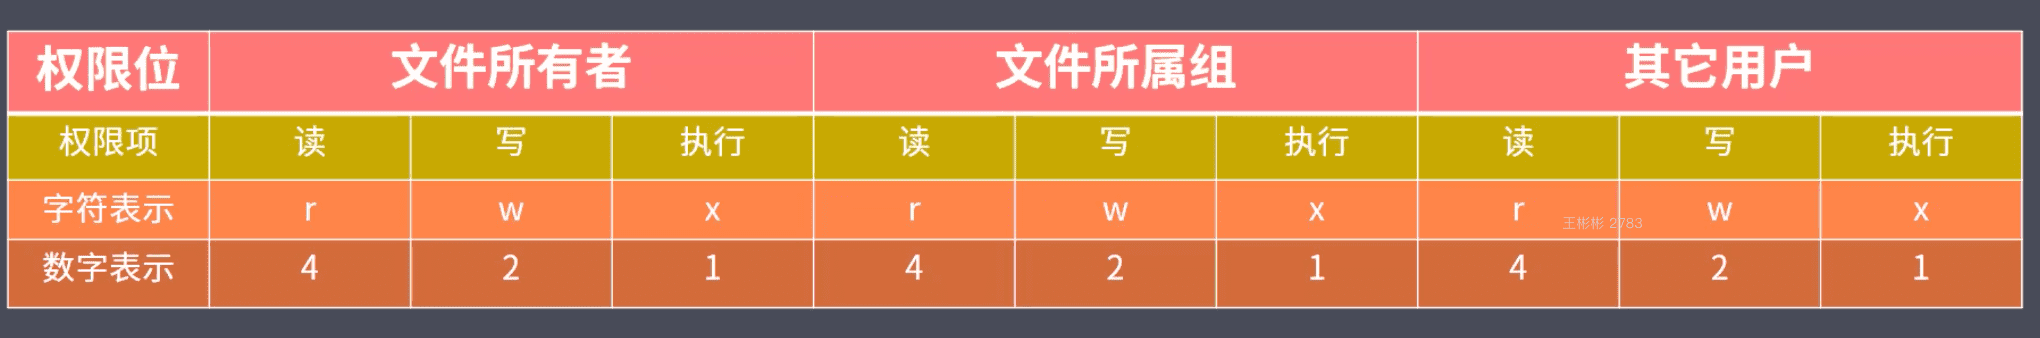 权限位 文件所有者 文件所属组 其它用户
权限项 读 写 执行 读 写 执行 读 写 执行
字符表示 r w x r w x r w x
王彬彬 2783
数字表示 4 2 1 4 2 1 4 2 1